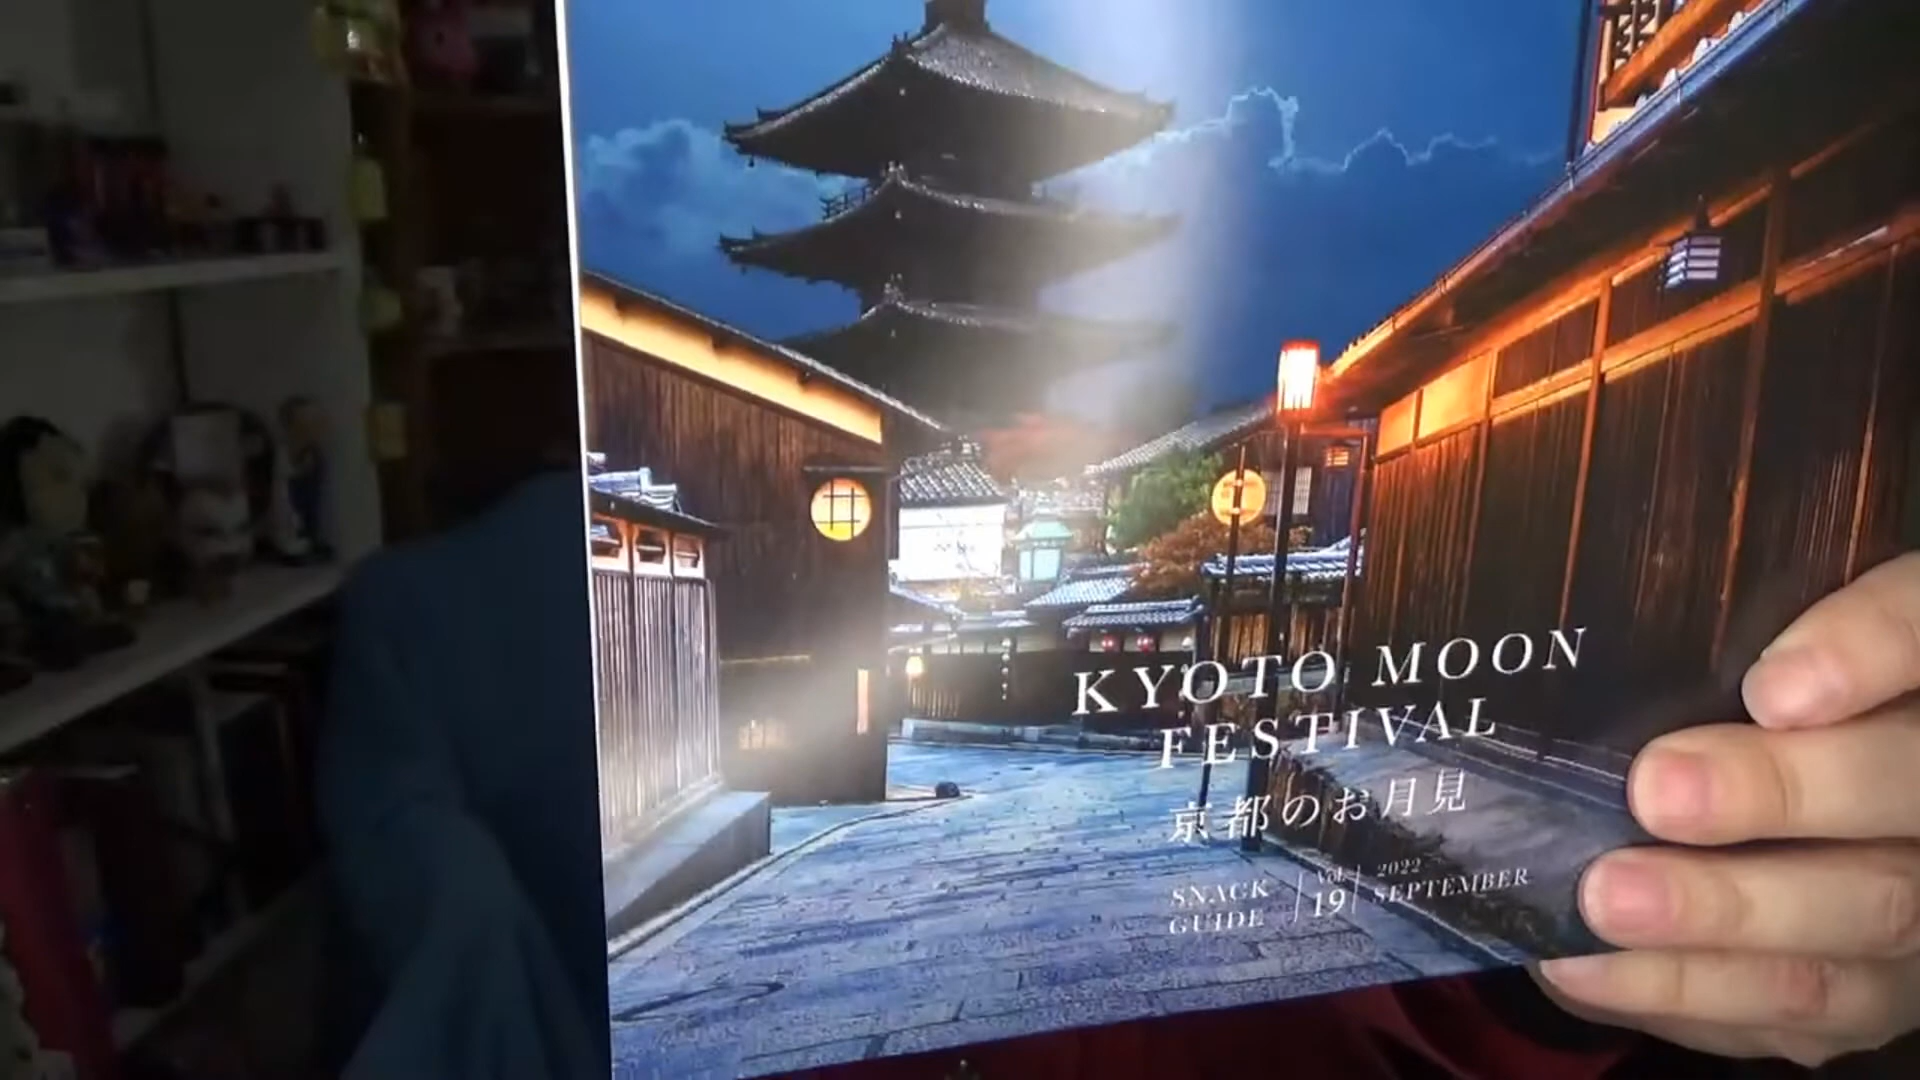 KYOTO MOON
FESTIVAL
京都のお月見
SNACK
GUIDE
Vol.
19
2022
SEPTEMBER